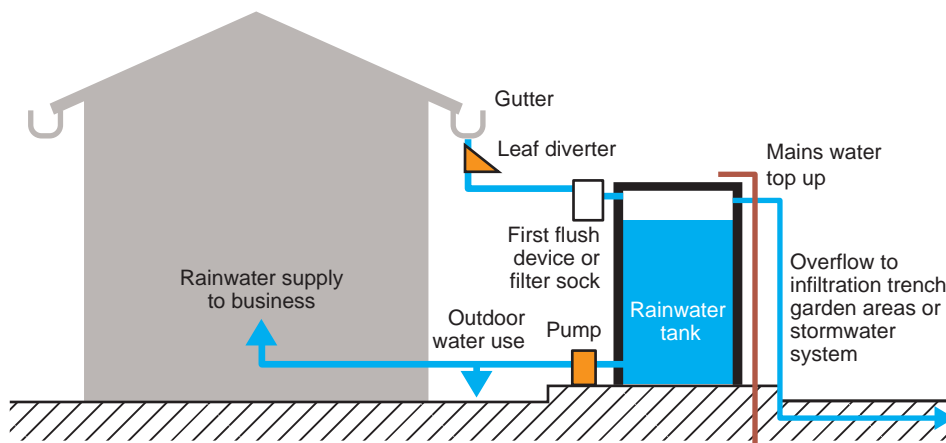 Gutter
Leaf diverter
Mains water
top up
First flush
device or
filter sock
Rainwater supply
to business
Outdoor
water use
Pump
Rainwater
tank
Overflow to
infiltration trench
garden areas or
stormwater
system